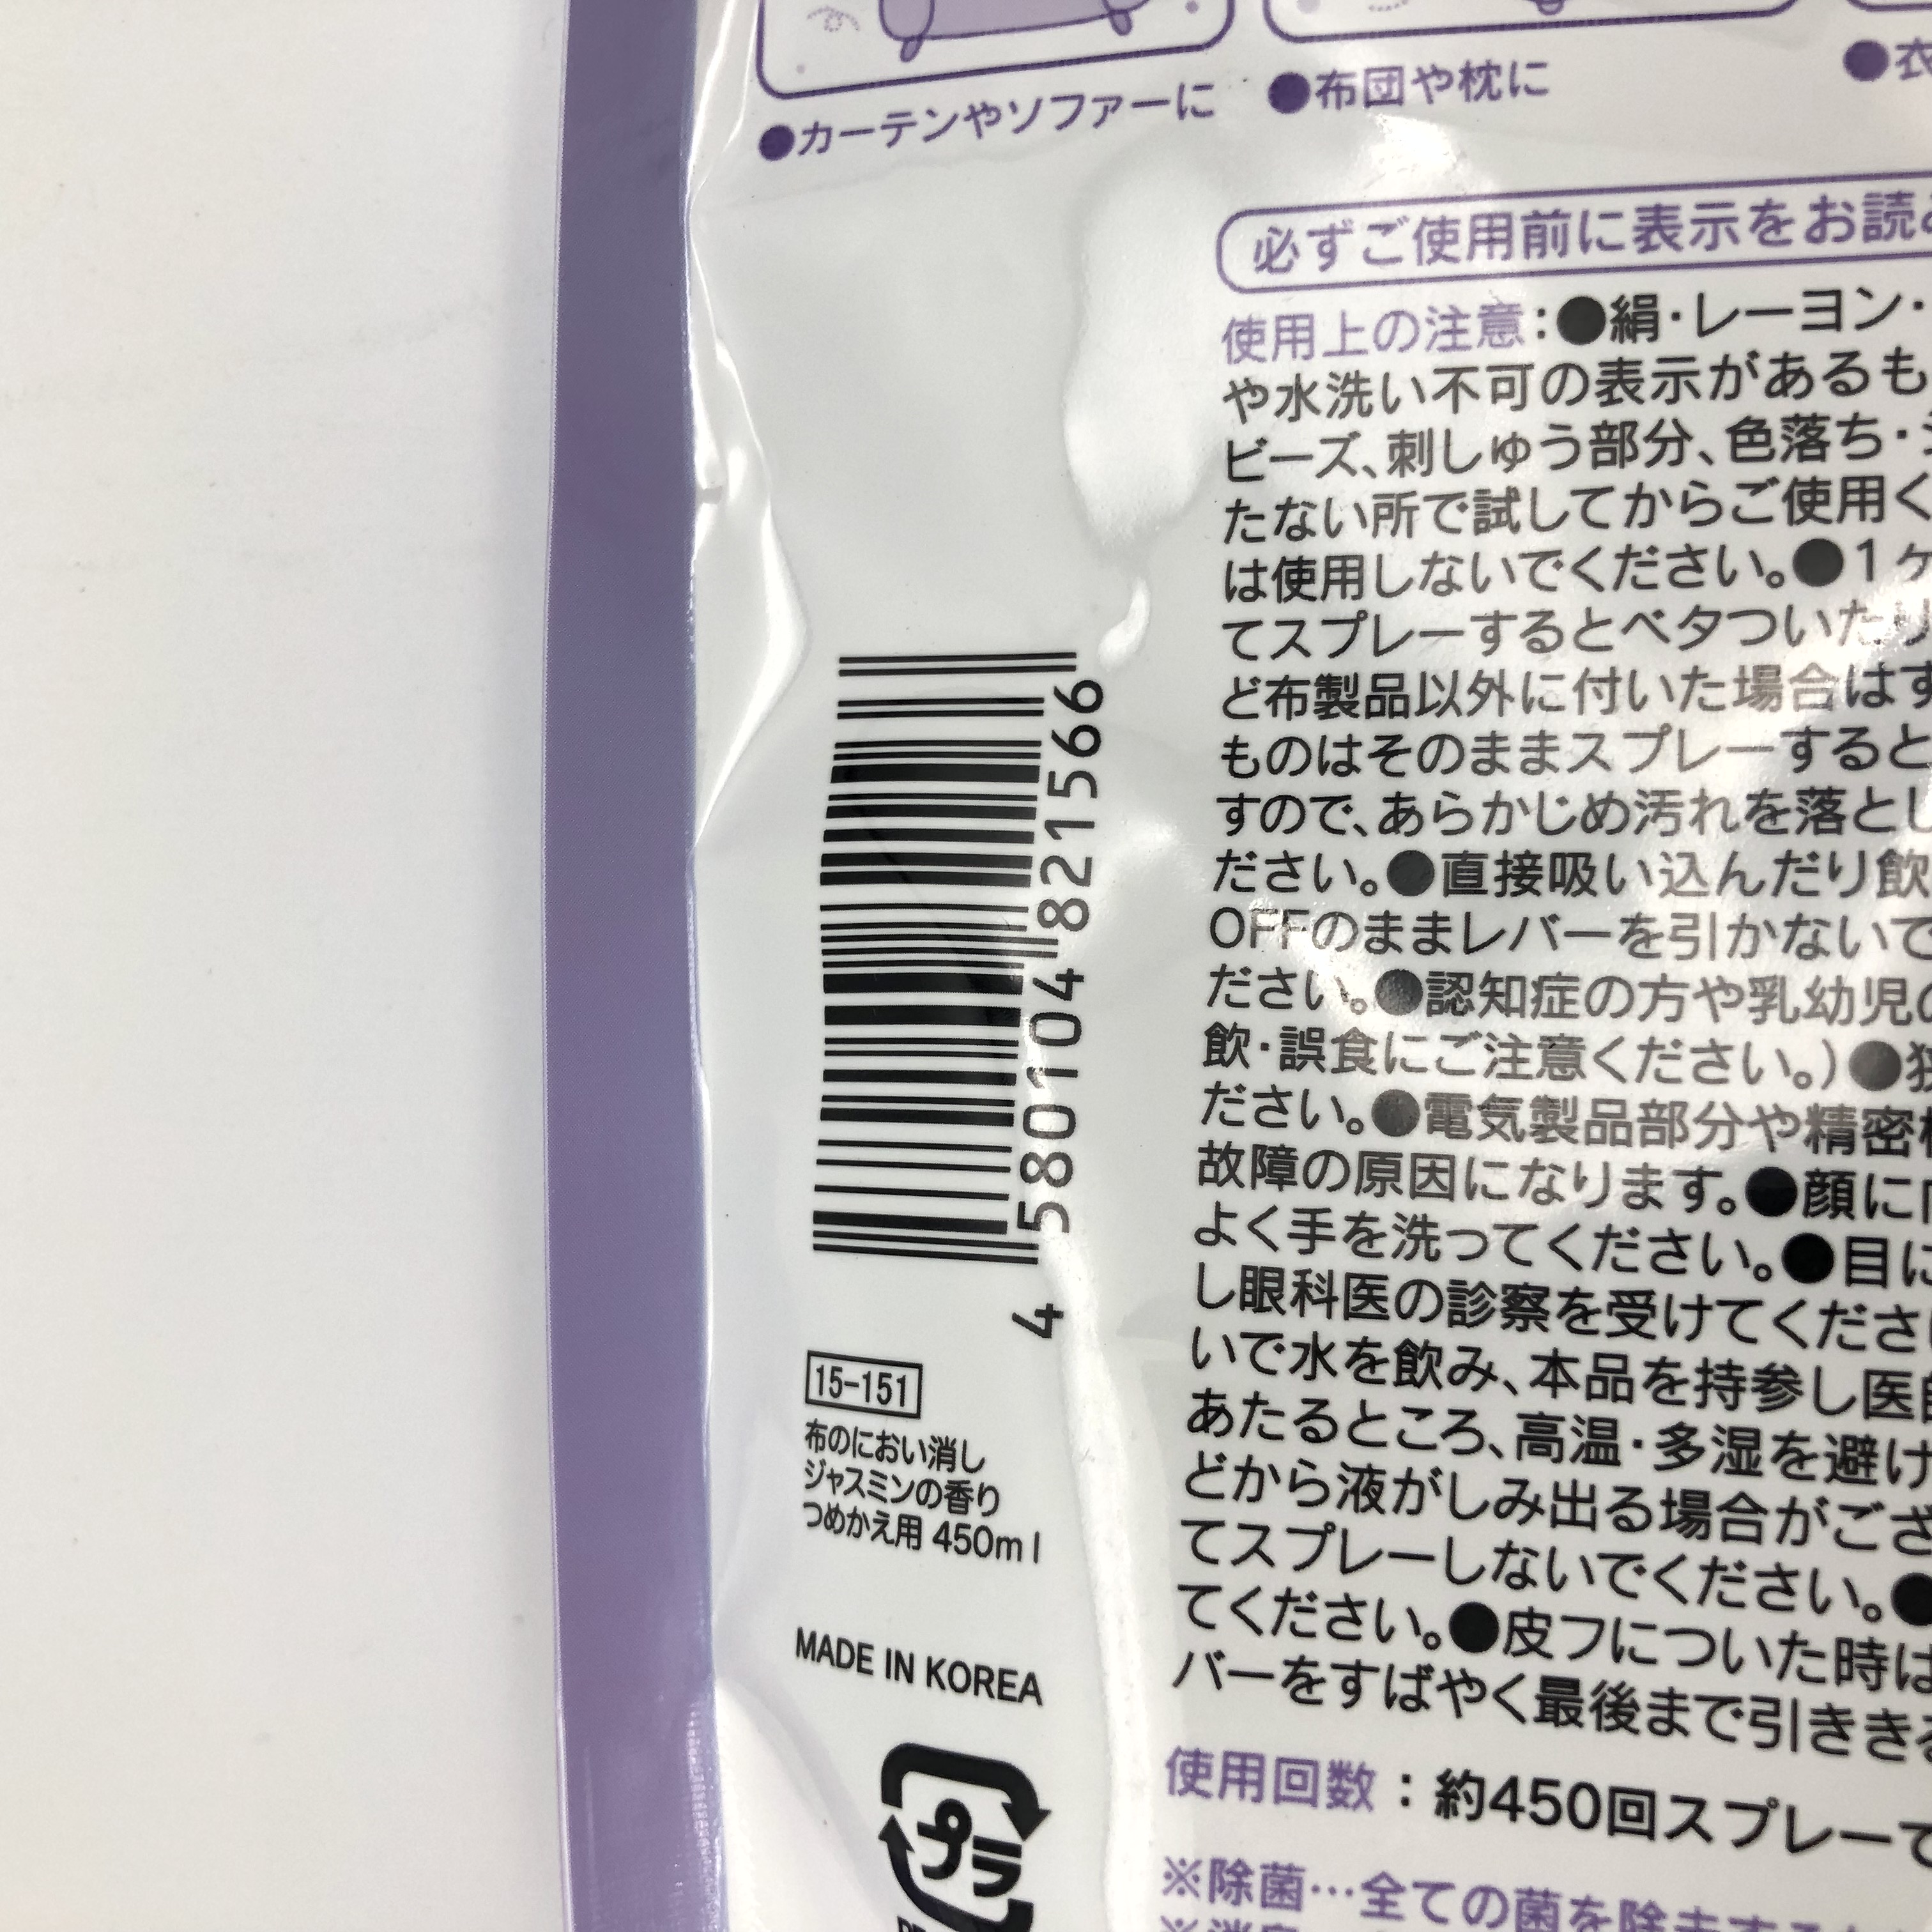 ●カーテンやソファーに
●布団や枕に
●衣
必ずご使用前に表示をお読
使用上の注意:●絹・レーヨン・
や水洗い不可の表示があるも
ビーズ、刺しゅう部分、色落ち・
たない所で試してからご使用く
は使用しないでください。●1ケ
てスプレーするとベタついたり
ど布製品以外に付いた場合はす
ものはそのままスプレーすると
すので、あらかじめ汚れを落とし
ださい。●直接吸い込んだり飲
OFFのままレバーを引かないで
ださい。●認知症の方や乳幼児の
飲・誤食にご注意ください。)●狭
ださい。●電気製品部分や精密機
故障の原因になります。●顔に向
よく手を洗ってください。●目に
し眼科医の診察を受けてくださ
いで水を飲み、本品を持参し医師
あたるところ、高温・多湿を避け
どから液がしみ出る場合がござ
てスプレーしないでください。●
てください。●皮フについた時は
バーをすばやく最後まで引きき
使用回数:約450回スプレーで
※除菌…全ての菌を除去する
4 580104 821566
15-151
布のにおい消し
ジャスミンの香り
つめかえ用 450ml
MADE IN KOREA
プラ